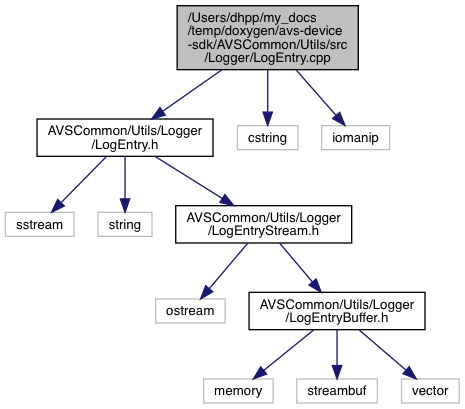 /Users/dhpp/my_docs
/temp/doxygen/avs-device
-sdk/AVSCommon/Utils/src
/Logger/LogEntry.cpp
AVSCommon/Utils/Logger
/LogEntry.h
cstring
iomanip
sstream
string
AVSCommon/Utils/Logger
/LogEntryStream.h
ostream
AVSCommon/Utils/Logger
/LogEntryBuffer.h
memory
streambuf
vector